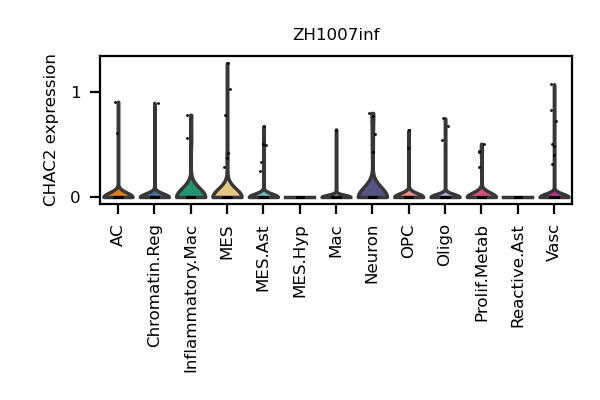 ZH1007inf
CHAC2 expression
1
0
AC
Chromatin.Reg
Inflammatory.Mac
MES
MES.Ast
MES.Hyp
Mac
Neuron
OPC
Oligo
Prolif.Metab
Reactive.Ast
Vasc